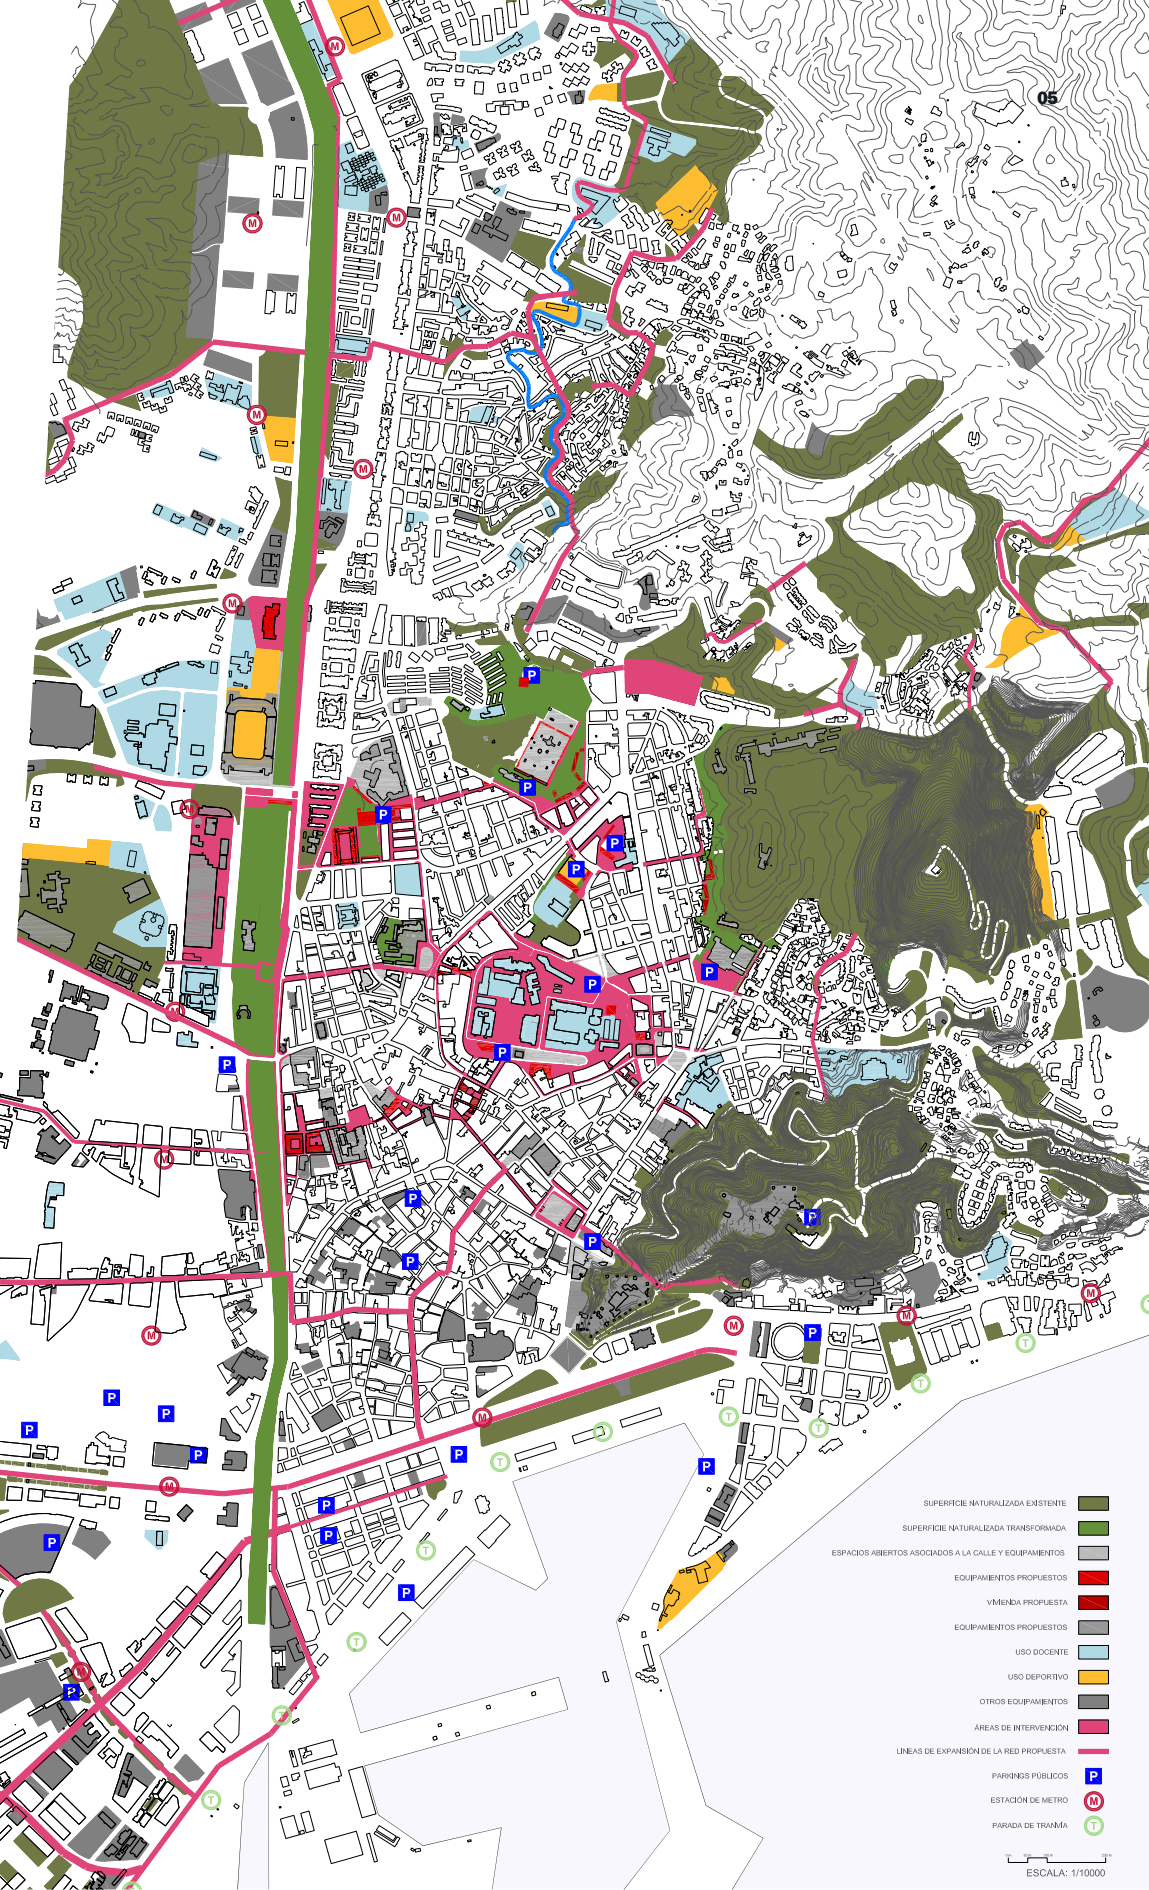 05
SUPERFICIE NATURALIZADA EXISTENTE
SUPERFICIE NATURALIZADA TRANSFORMADA
ESPACIOS ABIERTOS ASOCIADOS A LA CALLE Y EQUIPAMIENTOS
EQUIPAMIENTOS PROPUESTOS
VIVIENDA PROPUESTA
EQUIPAMIENTOS PROPUESTOS
USO DOCENTE
USO DEPORTIVO
OTROS EQUIPAMIENTOS
ÁREAS DE INTERVENCIÓN
LÍNEAS DE EXPANSIÓN DE LA RED PROPUESTA
PARKINGS PÚBLICOS P
ESTACIÓN DE METRO M
PARADA DE TRANVÍA T
ESCALA: 1/10000